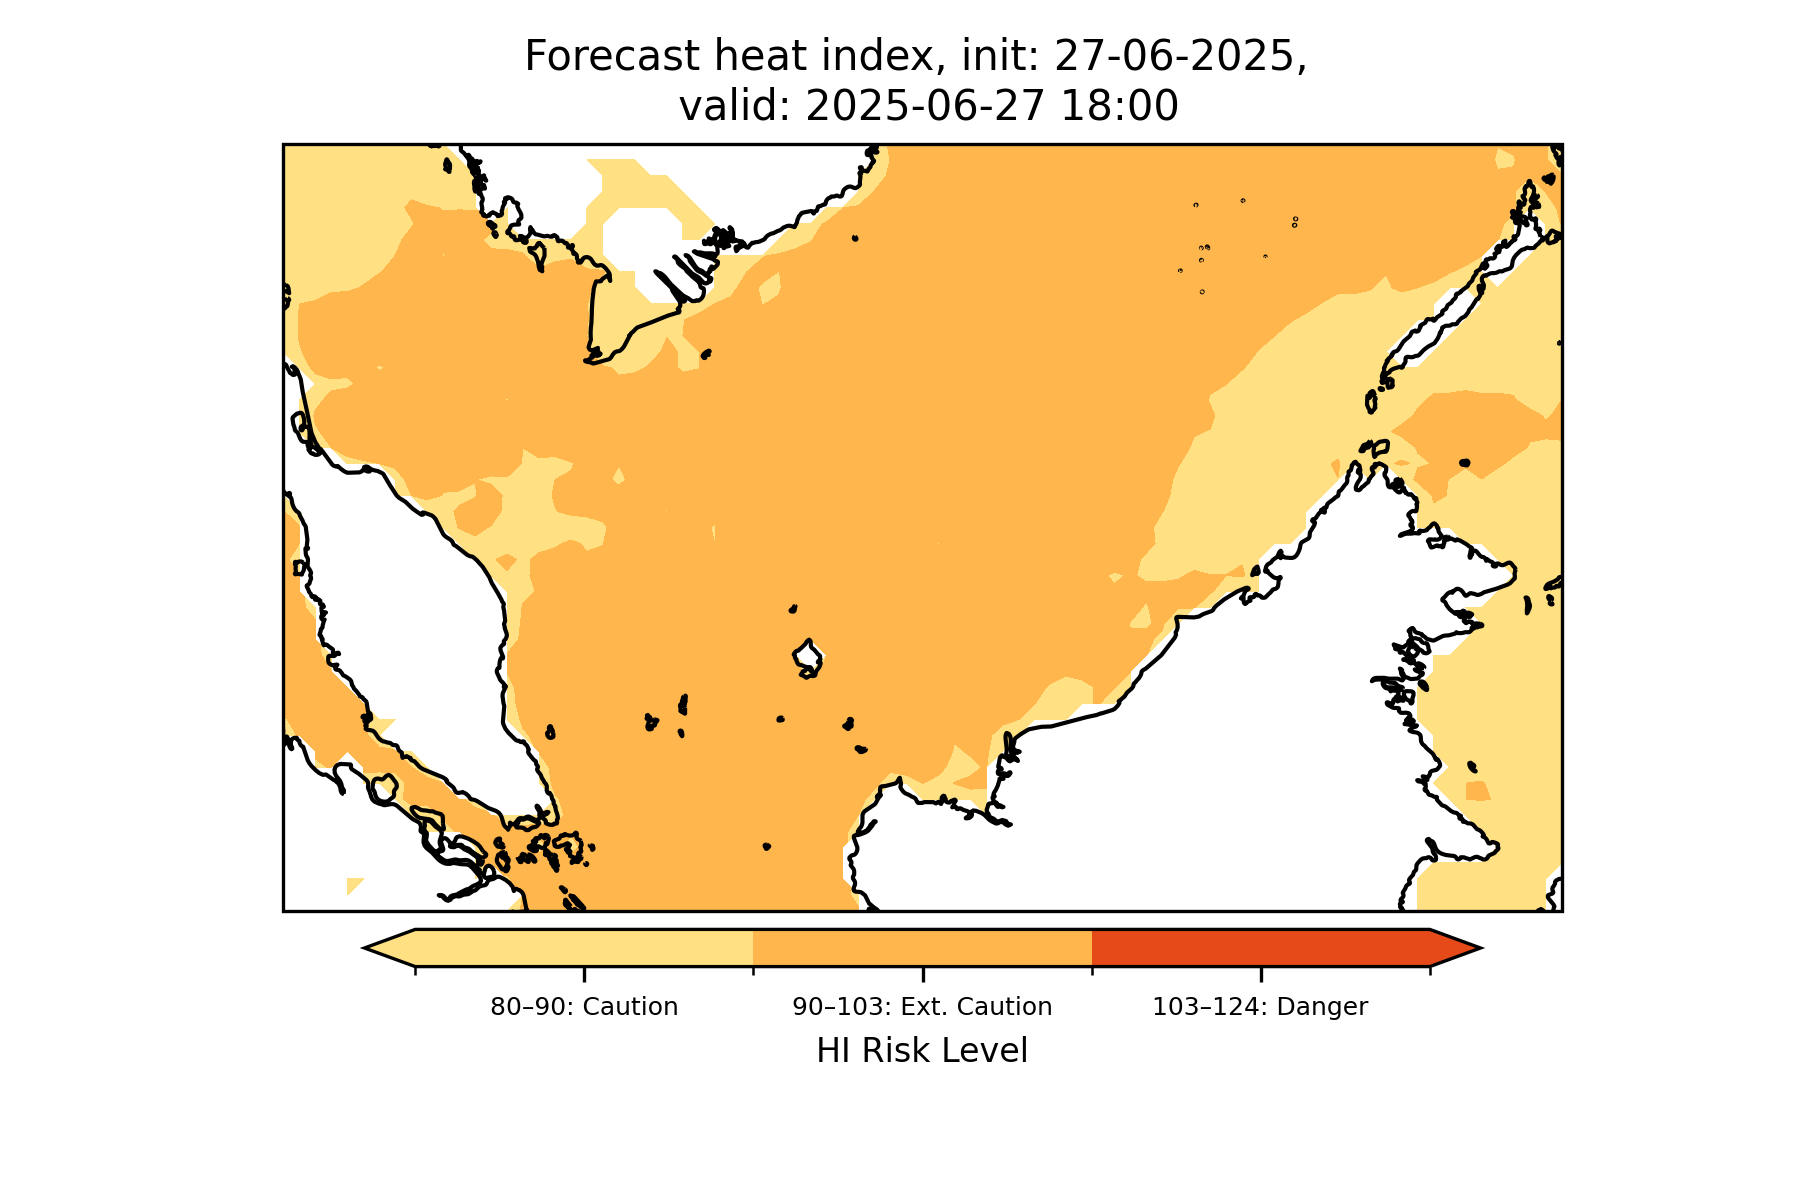 Forecast heat index, init: 27-06-2025,
valid: 2025-06-27 18:00
80–90: Caution
90–103: Ext. Caution
103–124: Danger
HI Risk Level